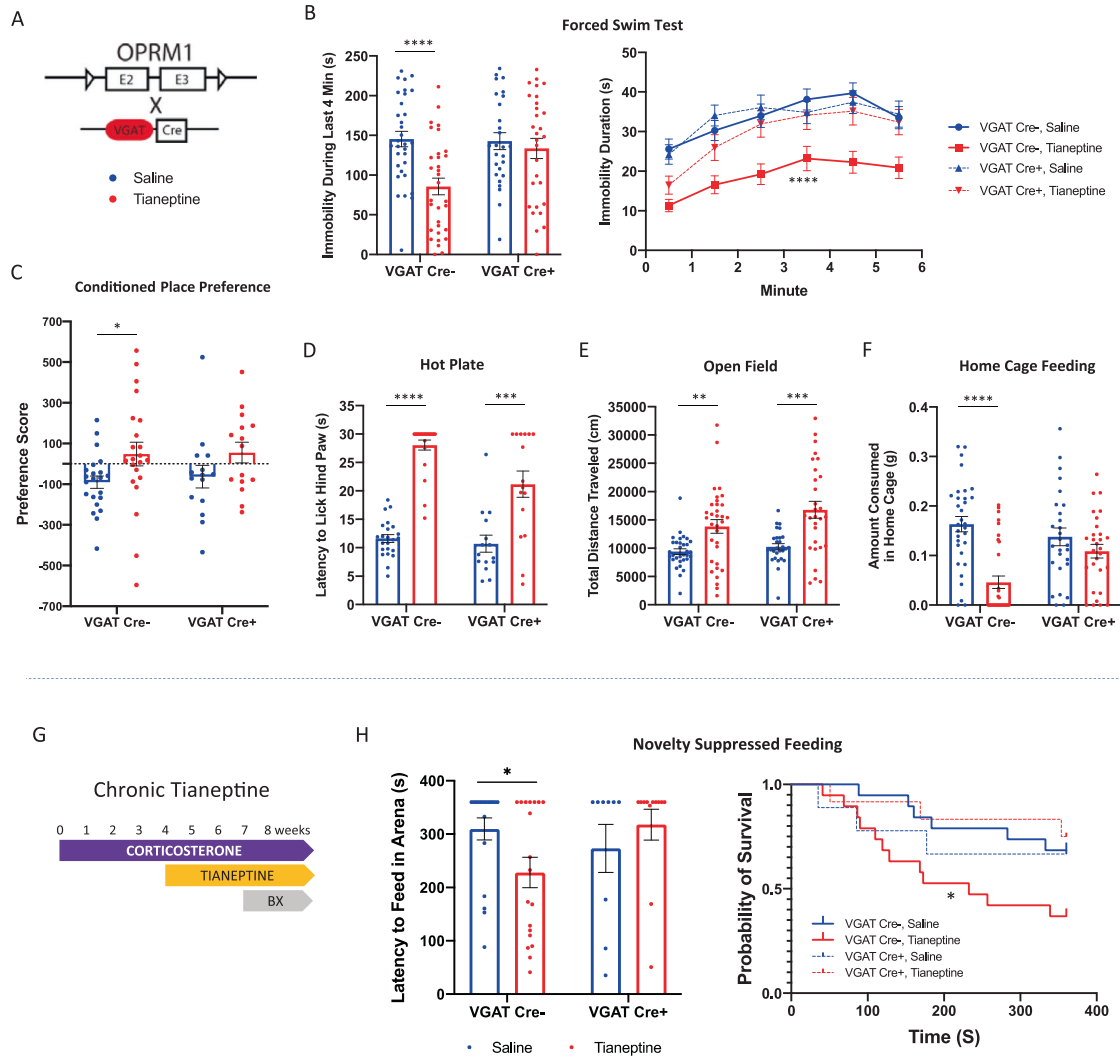 A
OPRM1
E2
E3
X
VGAT
Cre
Saline
Tianeptine
B
Forced Swim Test
****
Immobility During Last 4 Min (s)
250
200
150
100
50
0
VGAT Cre-
VGAT Cre+
Immobility Duration (s)
50
40
30
20
10
0
****
0
1
2
3
4
5
6
Minute
VGAT Cre-, Saline
VGAT Cre-, Tianeptine
VGAT Cre+, Saline
VGAT Cre+, Tianeptine
C
Conditioned Place Preference
*
Preference Score
700
500
300
100
-100
-300
-500
-700
VGAT Cre-
VGAT Cre+
D
Hot Plate
****
***
Latency to Lick Hind Paw (s)
35
30
25
20
15
10
5
0
VGAT Cre-
VGAT Cre+
E
Open Field
**
***
Total Distance Traveled (cm)
35000
30000
25000
20000
15000
10000
5000
0
VGAT Cre-
VGAT Cre+
F
Home Cage Feeding
****
Amount Consumed
in Home Cage (g)
0.4
0.3
0.2
0.1
0.0
VGAT Cre-
VGAT Cre+
G
Chronic Tianeptine
0 1 2 3 4 5 6 7 8 weeks
CORTICOSTERONE
TIANEPTINE
BX
H
Novelty Suppressed Feeding
*
Latency to Feed in Arena (s)
400
300
200
100
0
VGAT Cre-
VGAT Cre+
Saline
Tianeptine
Probability of Survival
1.0
0.5
0.0
*
VGAT Cre-, Saline
VGAT Cre-, Tianeptine
VGAT Cre+, Saline
VGAT Cre+, Tianeptine
0
100
200
300
400
Time (S)